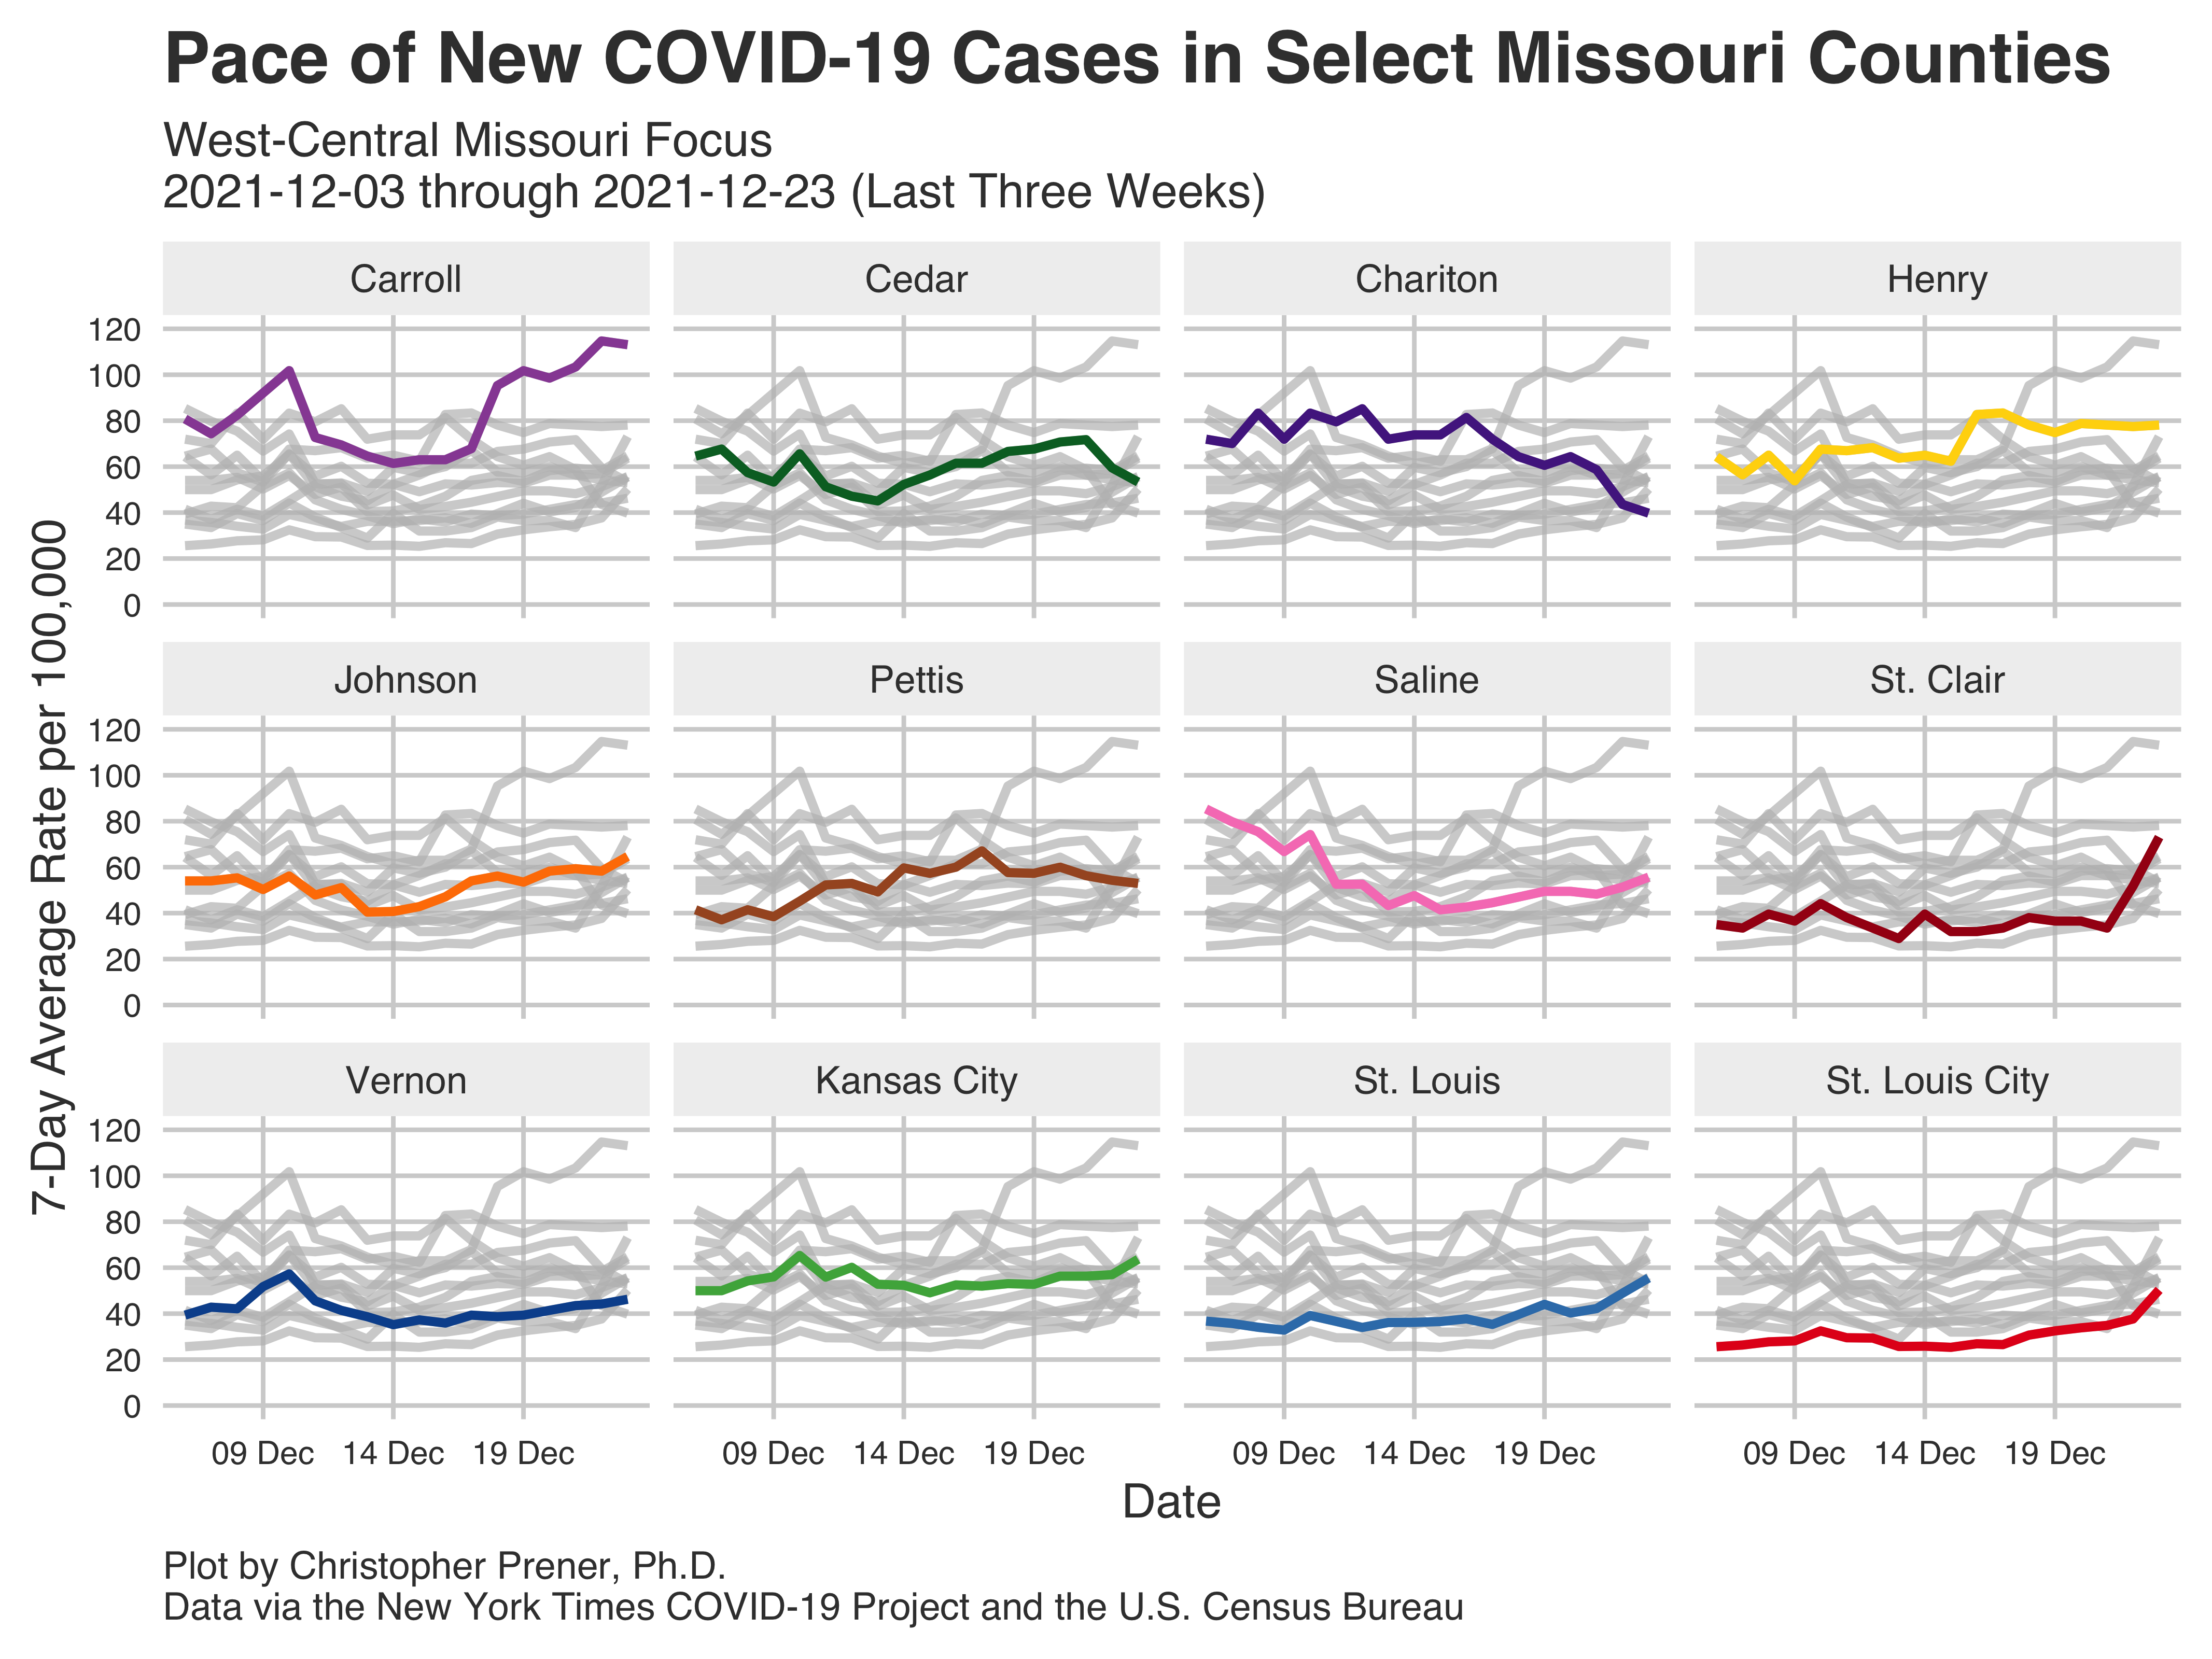 Pace of New COVID-19 Cases in Select Missouri Counties
West-Central Missouri Focus
2021-12-03 through 2021-12-23 (Last Three Weeks)
7-Day Average Rate per 100,000
Carroll Cedar Chariton Henry
120
100
80
60
40
20
0
Johnson Pettis Saline St. Clair
120
100
80
60
40
20
0
Vernon Kansas City St. Louis St. Louis City
120
100
80
60
40
20
0
09 Dec 14 Dec 19 Dec 09 Dec 14 Dec 19 Dec 09 Dec 14 Dec 19 Dec 09 Dec 14 Dec 19 Dec
Date
Plot by Christopher Prener, Ph.D.
Data via the New York Times COVID-19 Project and the U.S. Census Bureau